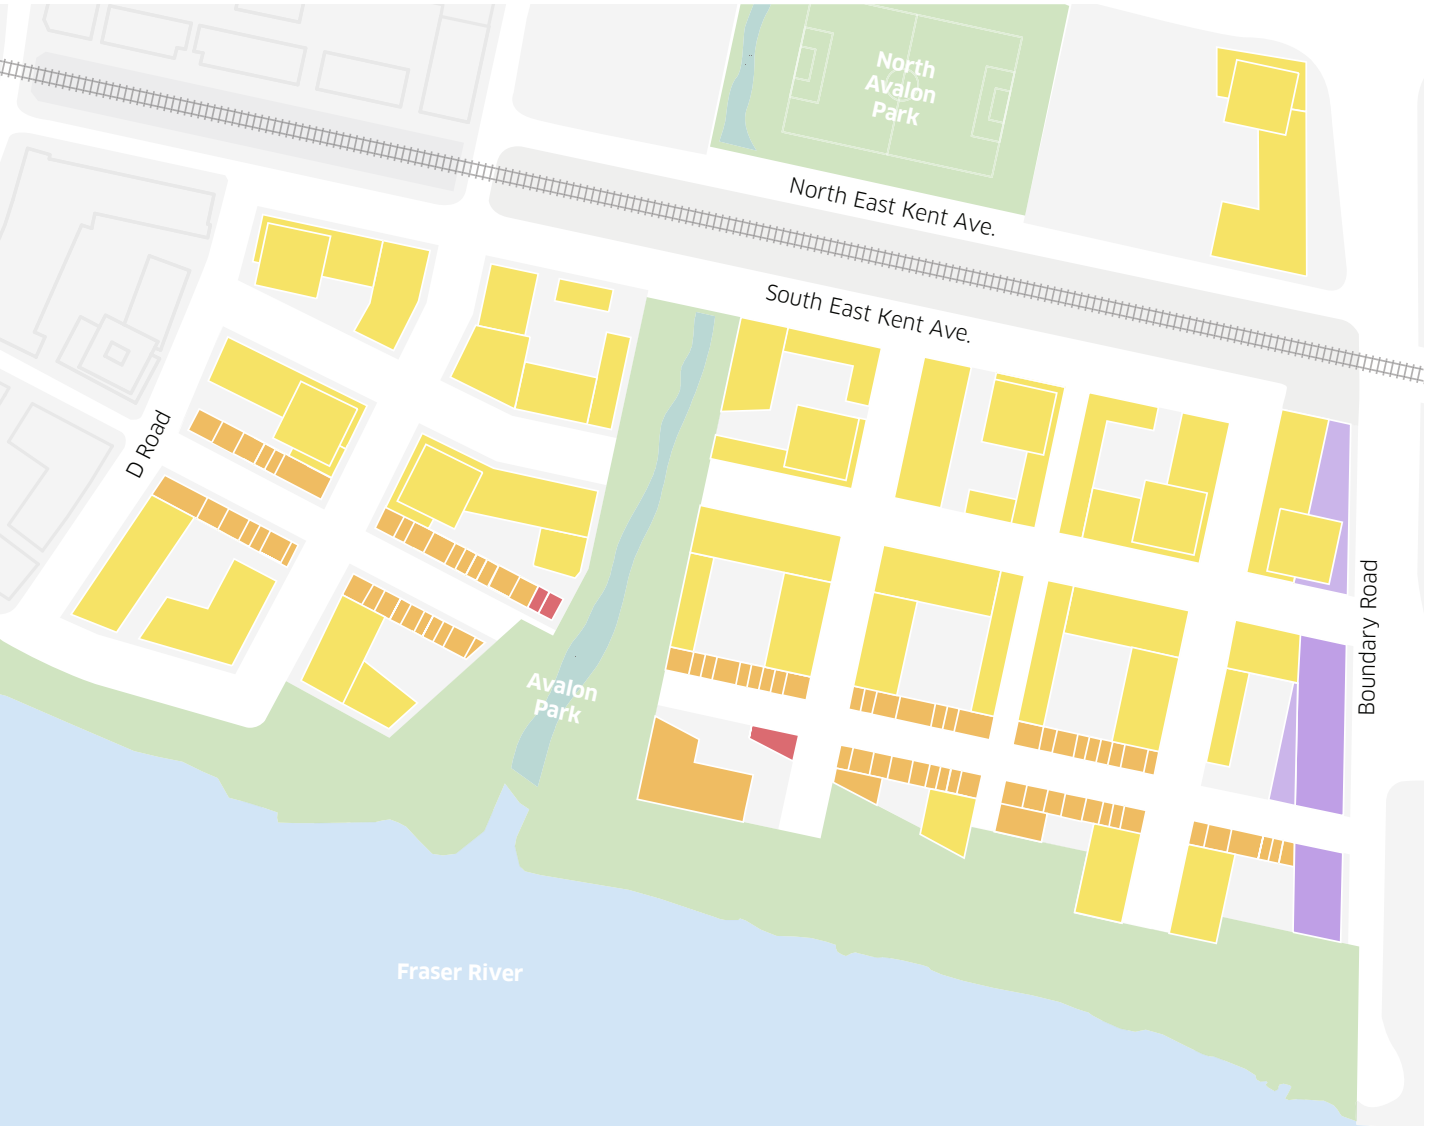 North
Avalon
Park
North East Kent Ave.
South East Kent Ave.
D Road
Boundary Road
Avalon
Park
Fraser River